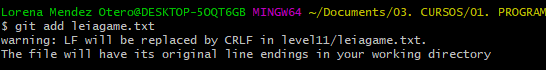 Lorena Mendez Otero@DESKTOP-5OQT6GB MINGW64 ~/Documents/03. CURSOS/01. PROGRAM
$ git add leiagame.txt
warning: LF will be replaced by CRLF in level11/leiagame.txt.
The file will have its original line endings in your working directory